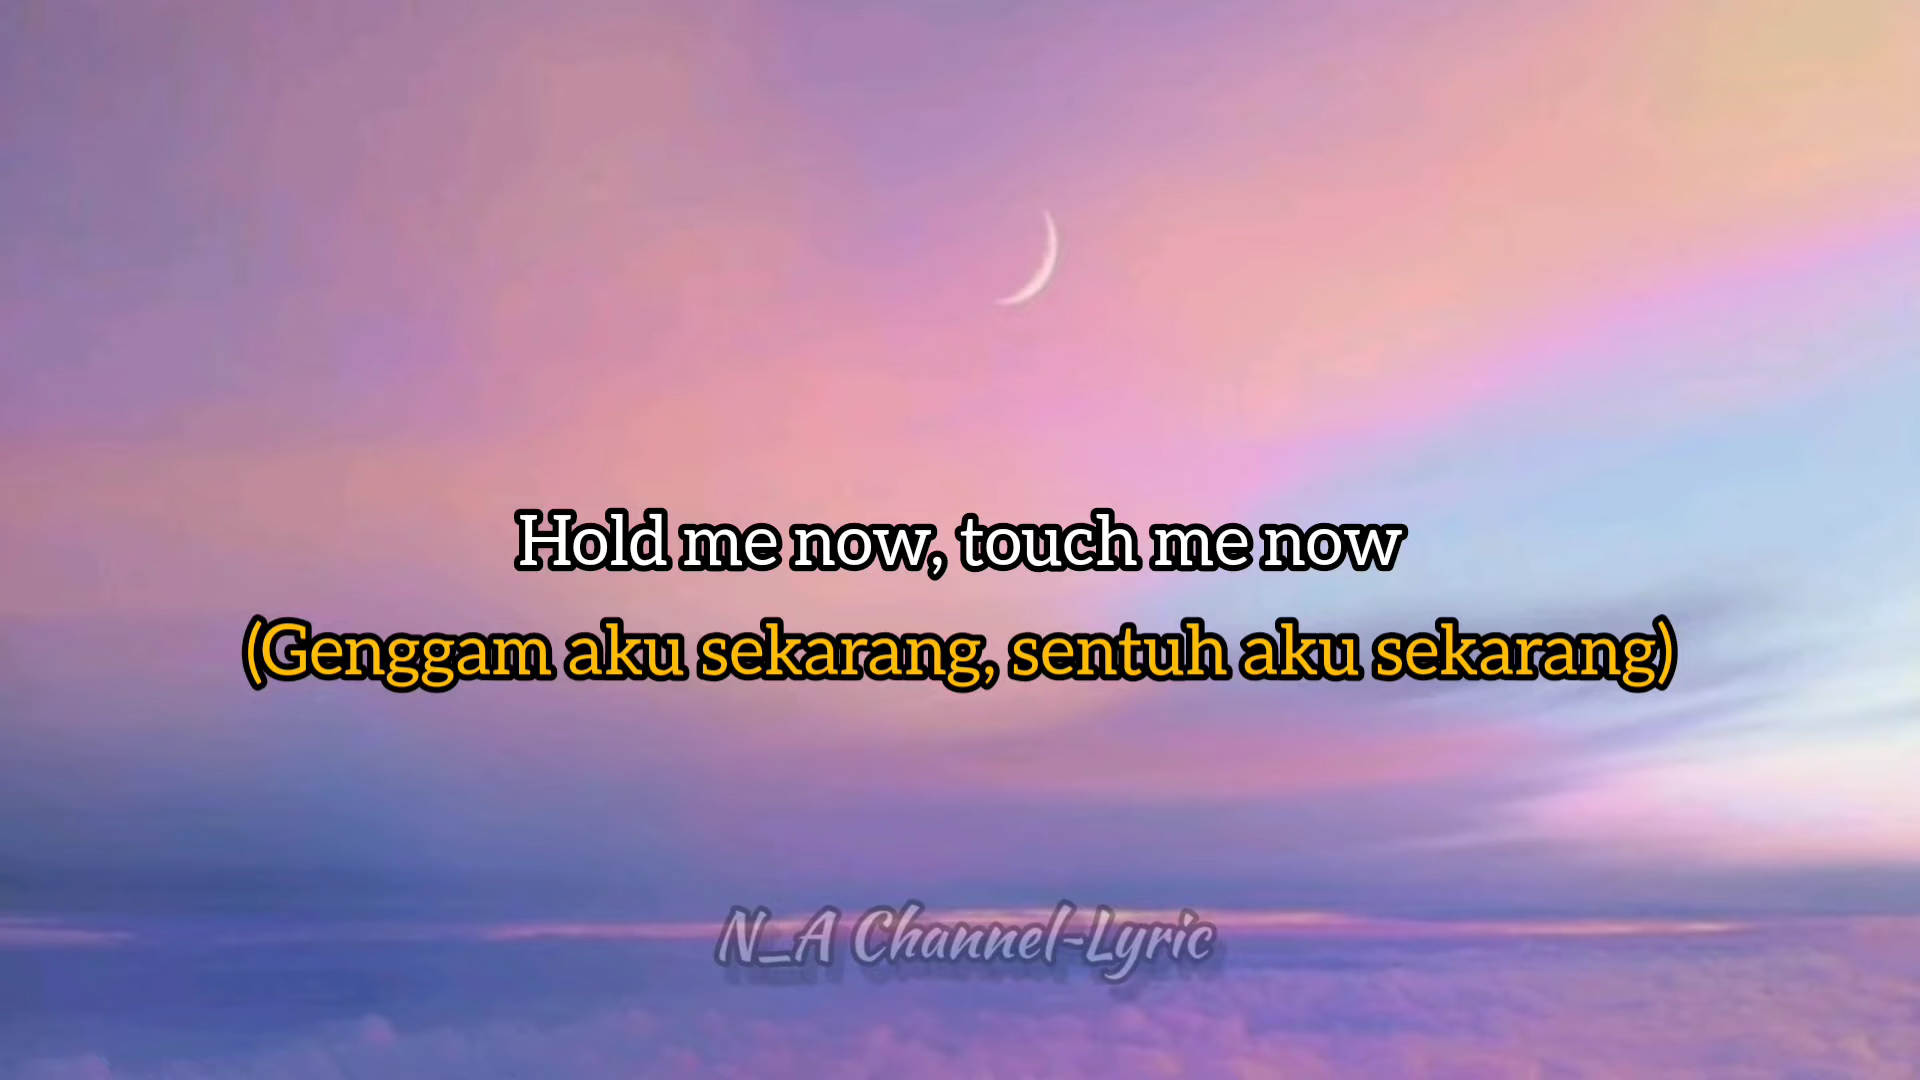 Hold me now, touch me now
(Genggam aku sekarang, sentuh aku sekarang)
N_A Channel-Lyric